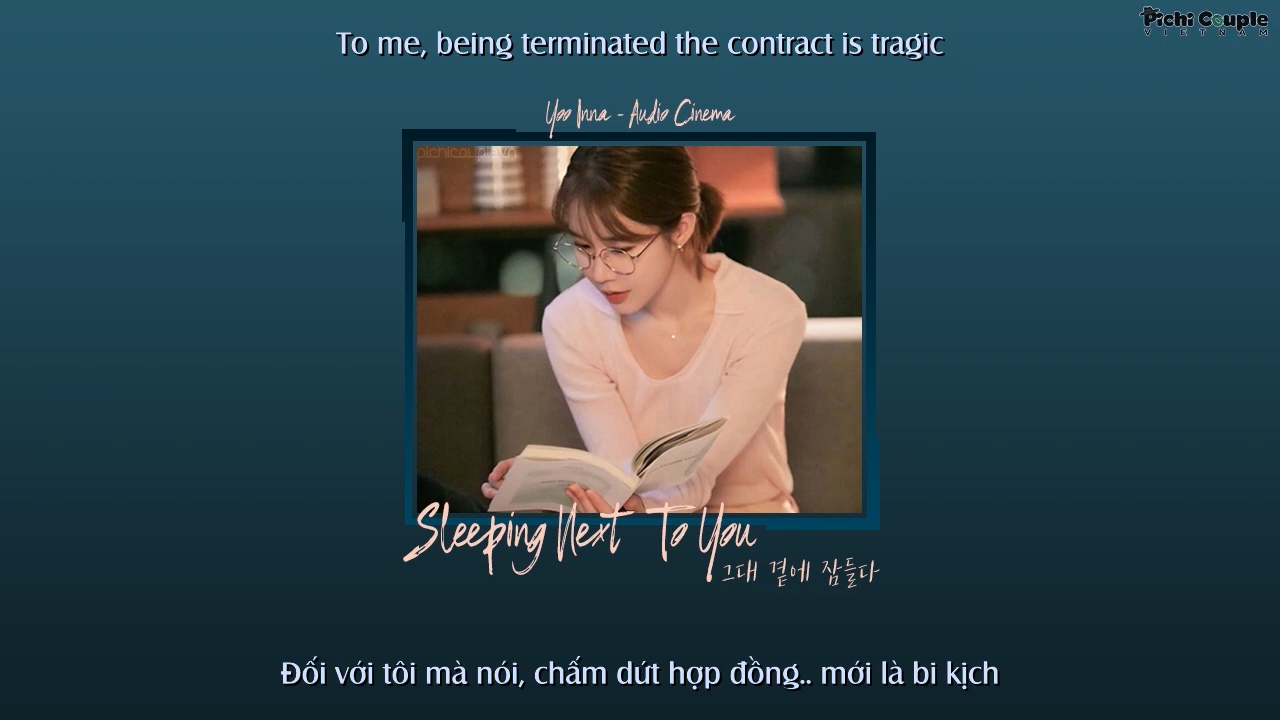 Pichi Couple
VIETNAM
To me, being terminated the contract is tragic
Yoo Inna - Audio Cinema
pichicouple.vn
Sleeping Next To You
그대 곁에 잠들다
Đối với tôi mà nói, chấm dứt hợp đồng.. mới là bi kịch